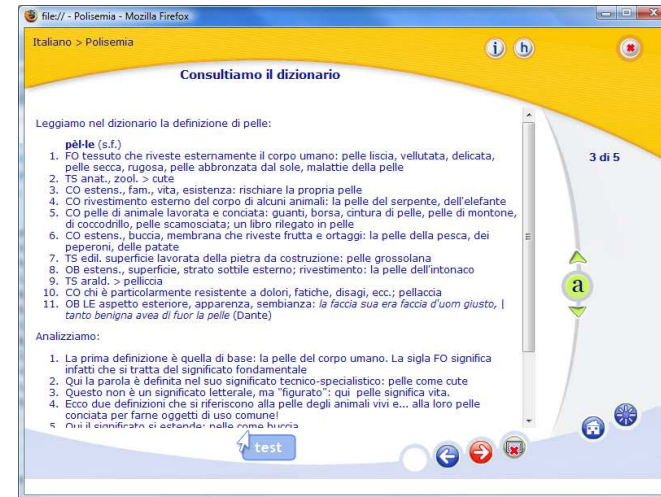 file:// - Polisemia - Mozilla Firefox
Italiano > Polisemia
i h
Consultiamo il dizionario
Leggiamo nel dizionario la definizione di pelle:
pèl·le (s.f.)
1. FO tessuto che riveste esternamente il corpo umano: pelle liscia, vellutata, delicata,
pelle secca, rugosa, pelle abbronzata dal sole, malattie della pelle
2. TS anat., zool. > cute
3. CO estens., fam., vita, esistenza: rischiare la propria pelle
4. CO rivestimento esterno del corpo di alcuni animali: la pelle del serpente, dell'elefante
5. CO pelle di animale lavorata e conciata: guanti, borsa, cintura di pelle, pelle di montone,
di coccodrillo, pelle scamosciata; un libro rilegato in pelle
6. CO estens., buccia, membrana che riveste frutta e ortaggi: la pelle della pesca, dei
peperoni, delle patate
7. TS edil. superficie lavorata della pietra da costruzione: pelle grossolana
8. OB estens., superficie, strato sottile esterno; rivestimento: la pelle dell'intonaco
9. TS arald. > pelliccia
10. CO chi è particolarmente resistente a dolori, fatiche, disagi, ecc.; pellaccia
11. OB LE aspetto esteriore, apparenza, sembianza: la faccia sua era faccia d'uom giusto, |
tanto benigna avea di fuor la pelle (Dante)
Analizziamo:
1. La prima definizione è quella di base: la pelle del corpo umano. La sigla FO significa
infatti che si tratta del significato fondamentale
2. Qui la parola è definita nel suo significato tecnico-specialistico: pelle come cute
3. Questo non è un significato letterale, ma "figurato": qui pelle significa vita.
4. Ecco due definizioni che si riferiscono alla pelle degli animali vivi e... alla loro pelle
conciata per farne oggetti di uso comune!
5. Qui il significato si estende: pelle come buccia
3 di 5
a
test